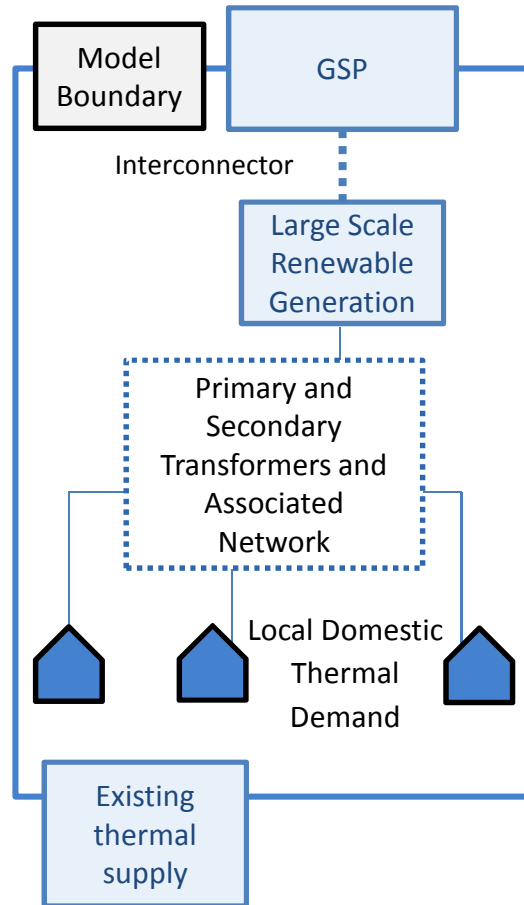 Model
Boundary
GSP
Interconnector
Large Scale
Renewable
Generation
Primary and
Secondary
Transformers and
Associated
Network
Local Domestic
Thermal
Demand
Existing
thermal
supply